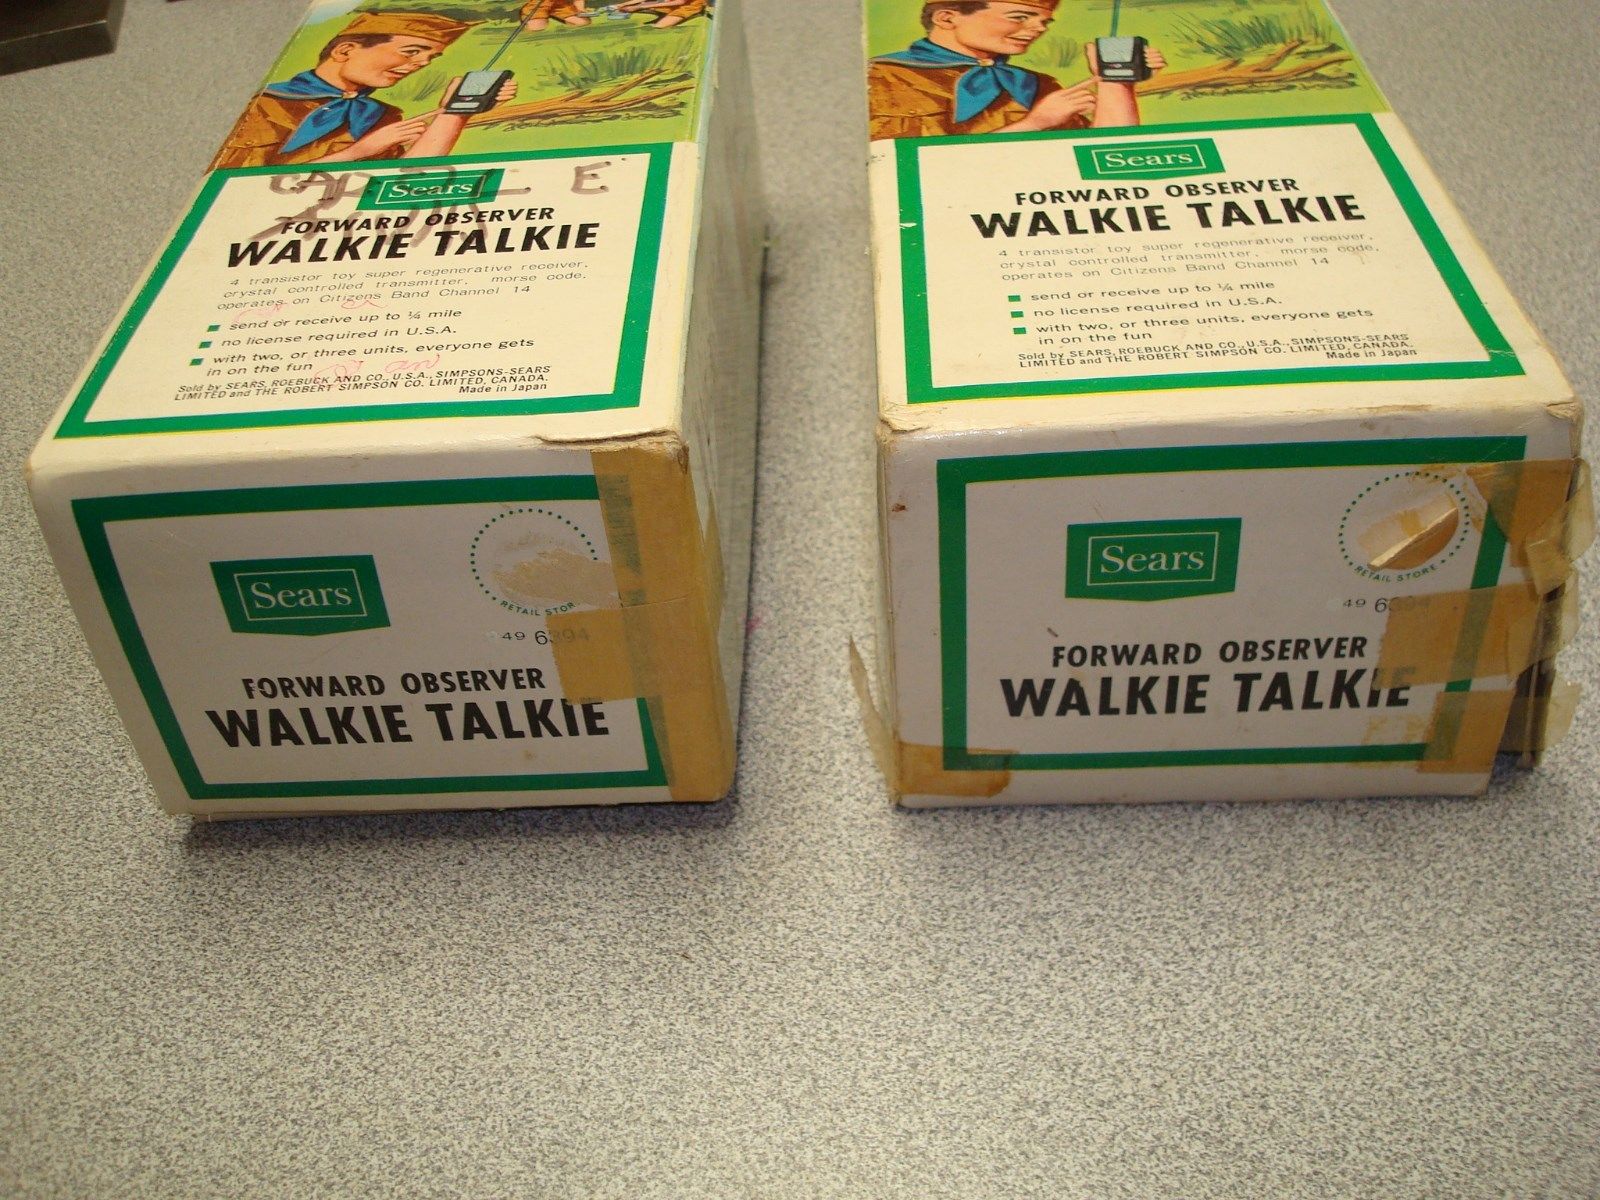 Sears
FORWARD OBSERVER
WALKIE TALKIE
4 transistor toy super regenerative receiver,
crystal controlled transmitter, morse code,
operates on Citizens Band Channel 14
send or receive up to ¼ mile
no license required in U.S.A.
with two, or three units, everyone gets
in on the fun
Sold by SEARS, ROEBUCK AND CO., U.S.A., SIMPSONS-SEARS
LIMITED and THE ROBERT SIMPSON CO. LIMITED, CANADA.
Made in Japan
Sears
RETAIL STORE
49 6304
FORWARD OBSERVER
WALKIE TALKIE
Sears
FORWARD OBSERVER
WALKIE TALKIE
4 transistor toy super regenerative receiver,
crystal controlled transmitter, morse code,
operates on Citizens Band Channel 14
send or receive up to ¼ mile
no license required in U.S.A.
with two, or three units, everyone gets
in on the fun
Sold by SEARS, ROEBUCK AND CO., U.S.A., SIMPSONS-SEARS
LIMITED and THE ROBERT SIMPSON CO. LIMITED, CANADA.
Made in Japan
Sears
RETAIL STORE
49
FORWARD OBSERVER
WALKIE TALKIE